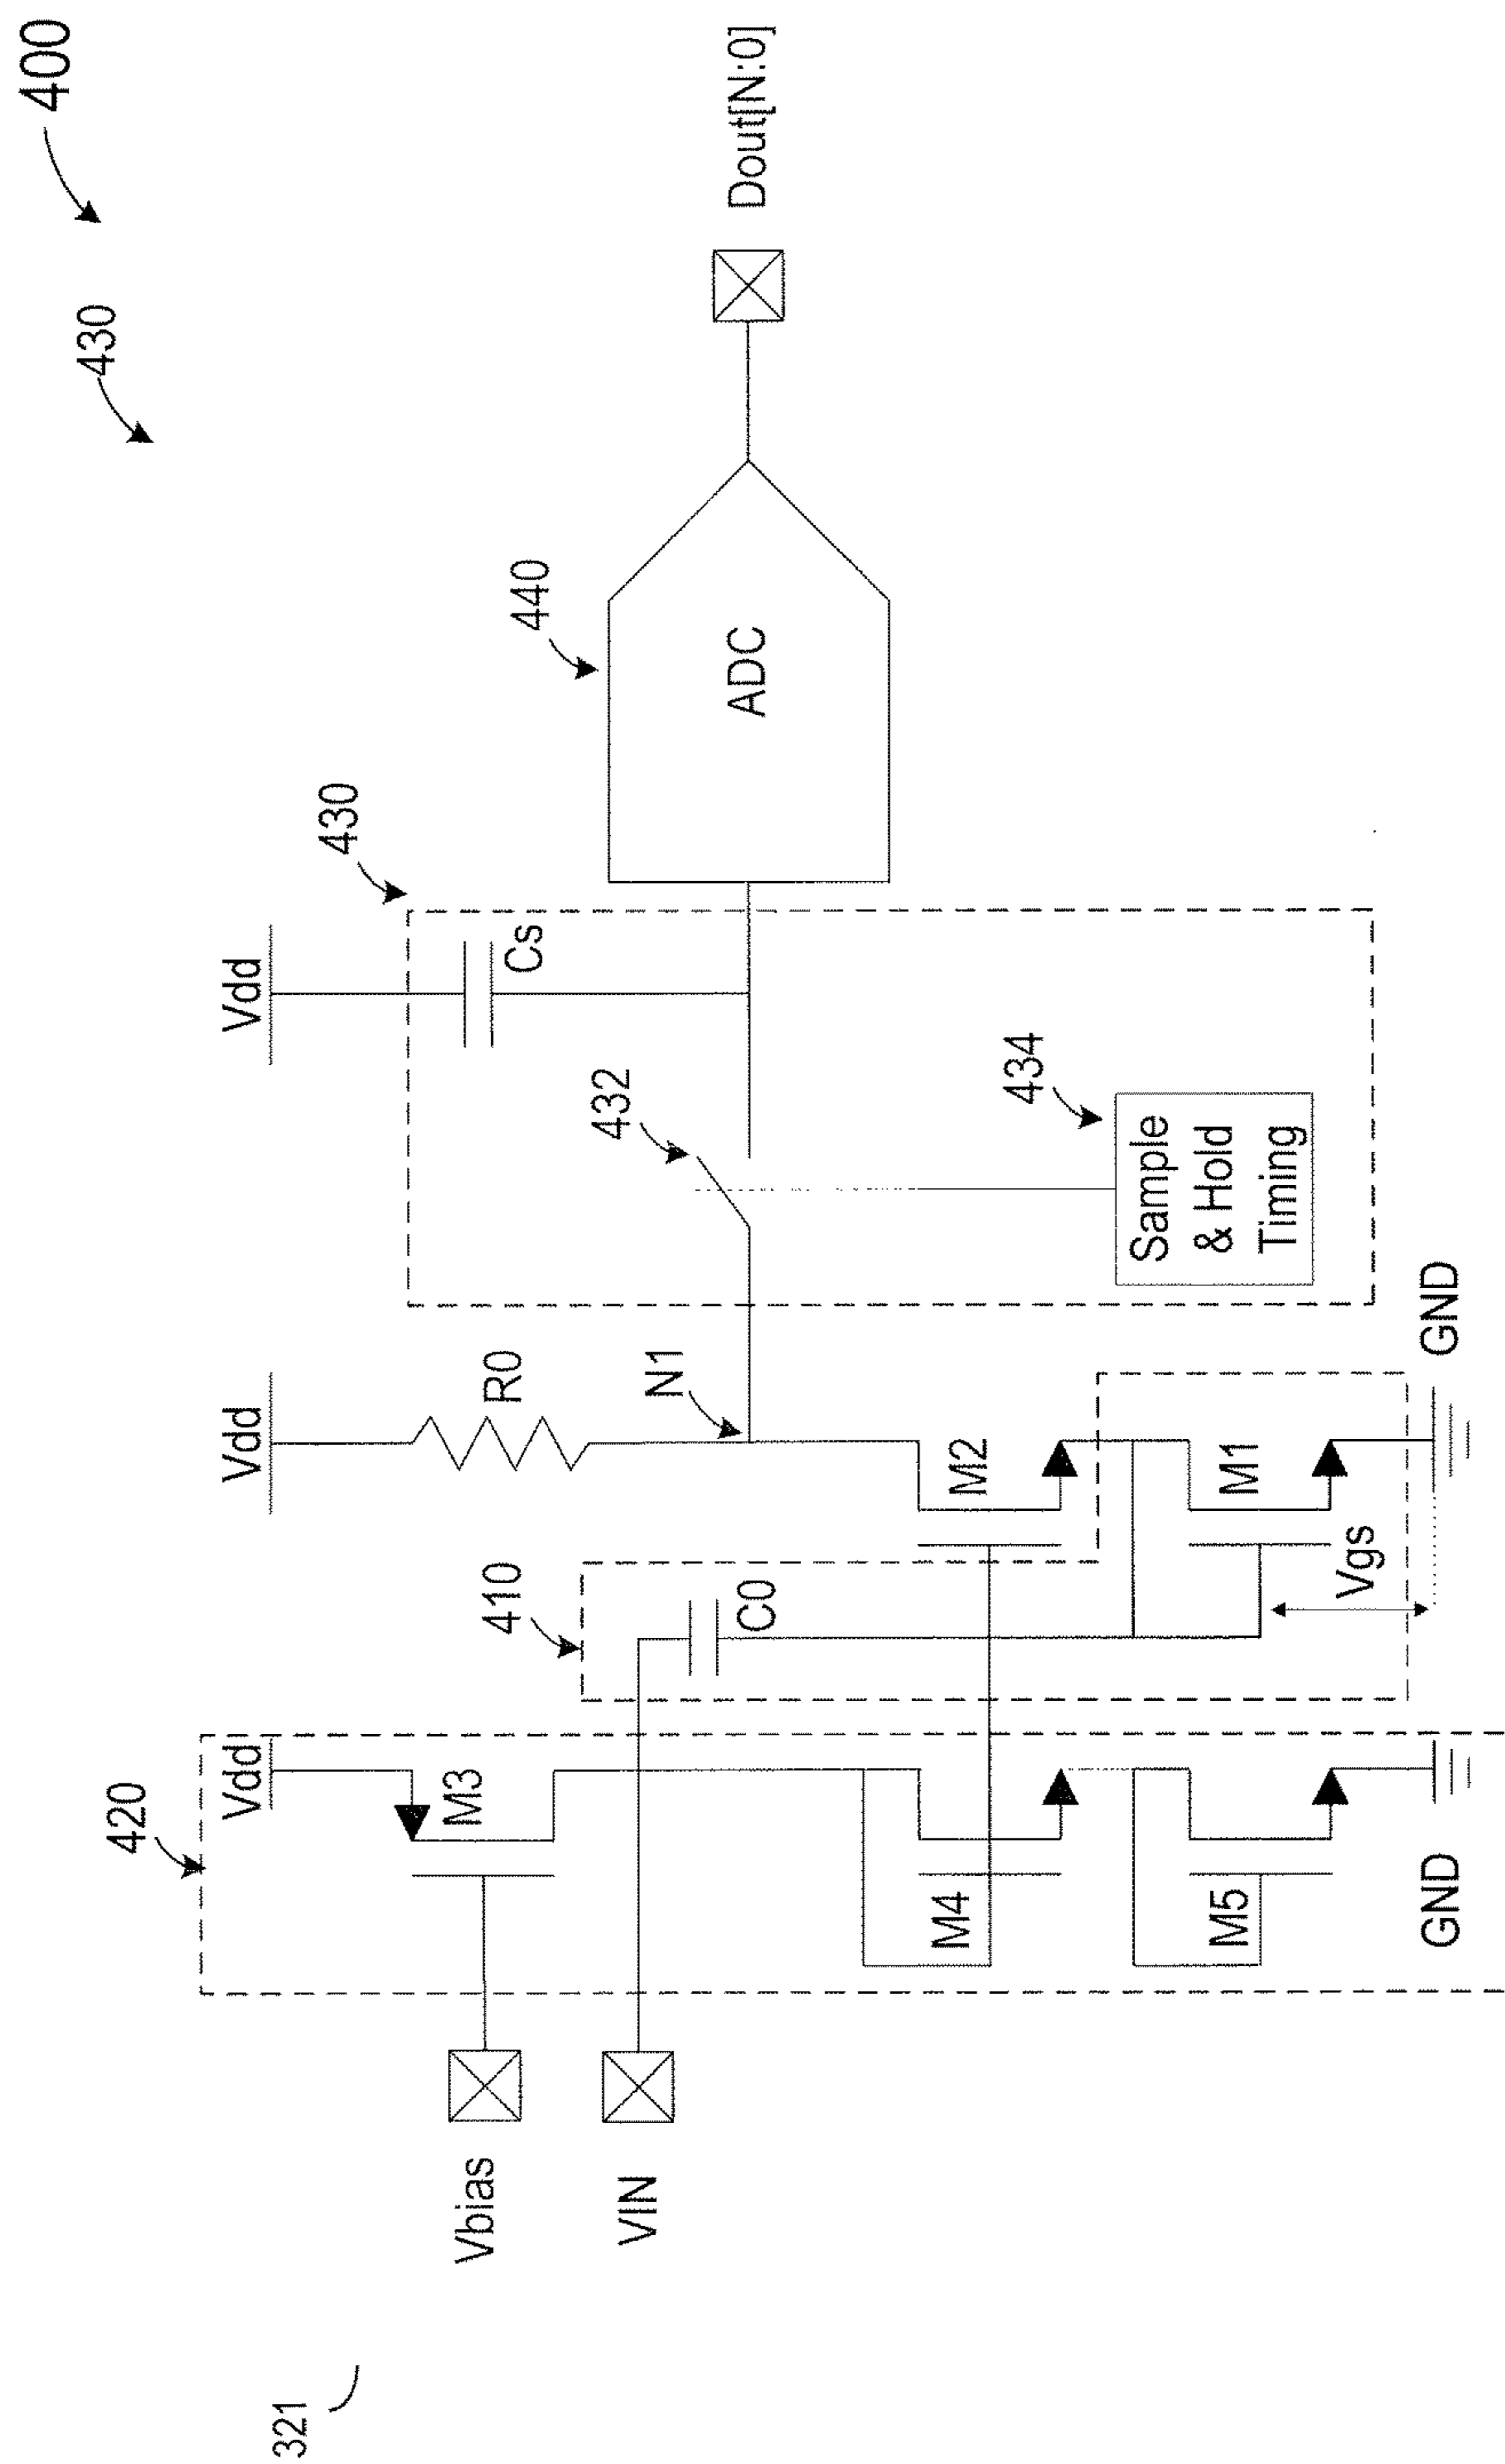 400
430
420
Vdd
M3
Vbias
VIN
410
C0
M4
M5
GND
Vdd
R0
N1
M2
M1
Vgs
GND
430
Vdd
Cs
432
434
Sample
& Hold
Timing
440
ADC
Dout[N:0]
321